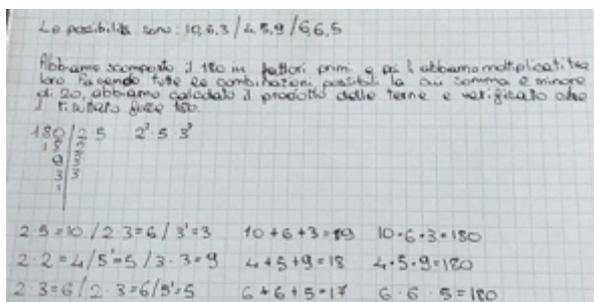 Le possibilità sono: 10,6,3 / 4,5,9 / 6,6,5
Abbiamo scomposto il 180 in fattori primi e poi li abbiamo moltiplicati tra
loro facendo tutte le combinazioni possibili la cui somma è minore
di 20, abbiamo calcolato il prodotto delle terne e verificato che
il risultato fosse 180.
180 | 2·5 2²·5·3²
18 | 2
9 | 3
3 | 3
1 |
2·5=10 / 2·3=6 / 3¹=3 10+6+3=19 10·6·3=180
2·2=4 / 5¹=5 / 3·3=9 4+5+9=18 4·5·9=180
2·3=6 / 2·3=6 / 5¹=5 6+6+5=17 6·6·5=180